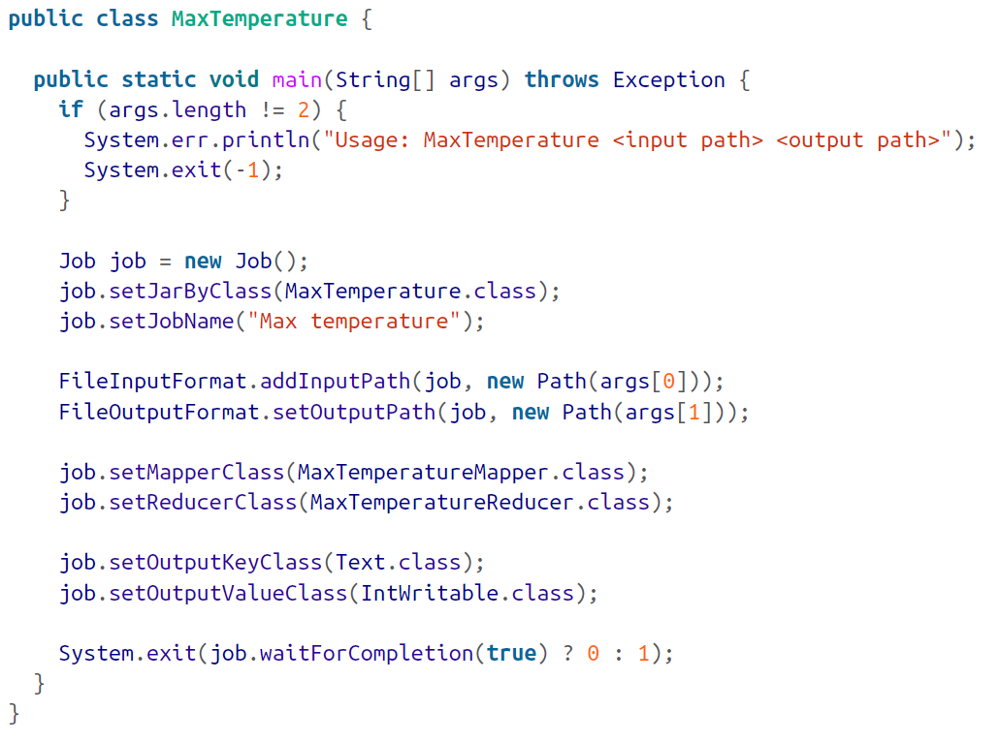 public class MaxTemperature {
public static void main(String[] args) throws Exception {
if (args.length != 2) {
System.err.println("Usage: MaxTemperature <input path> <output path>");
System.exit(-1);
}
Job job = new Job();
job.setJarByClass(MaxTemperature.class);
job.setJobName("Max temperature");
FileInputFormat.addInputPath(job, new Path(args[0]));
FileOutputFormat.setOutputPath(job, new Path(args[1]));
job.setMapperClass(MaxTemperatureMapper.class);
job.setReducerClass(MaxTemperatureReducer.class);
job.setOutputKeyClass(Text.class);
job.setOutputValueClass(IntWritable.class);
System.exit(job.waitForCompletion(true) ? 0 : 1);
}
}